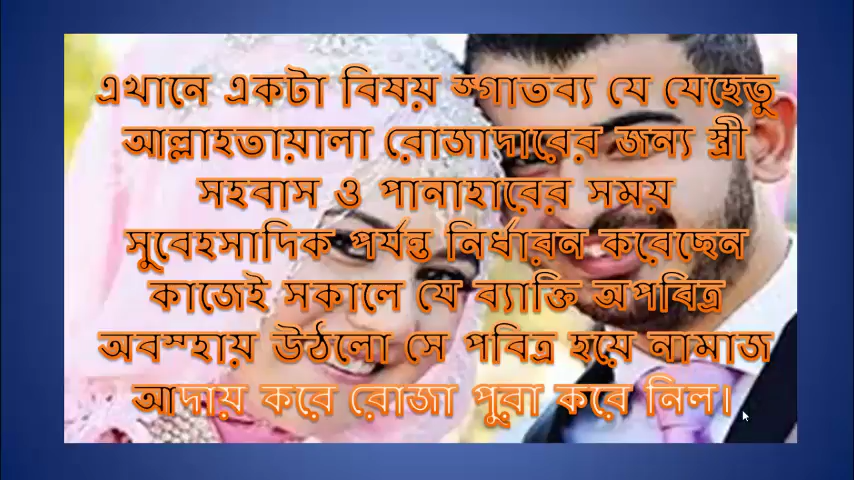 এখানে একটা বিষয় স্গাতব্য যে যেহেতু
আল্লাহতায়ালা রোজাদারের জন্য স্ত্রী
সহবাস ও পানাহারের সময়
সুবেহসাদিক পর্যন্ত নির্ধারন করেছেন
কাজেই সকালে যে ব্যাক্তি অপবিত্র
অবস্হায় উঠলো সে পবিত্র হয়ে নামাজ
আদায় করে রোজা পুরা করে নিল।